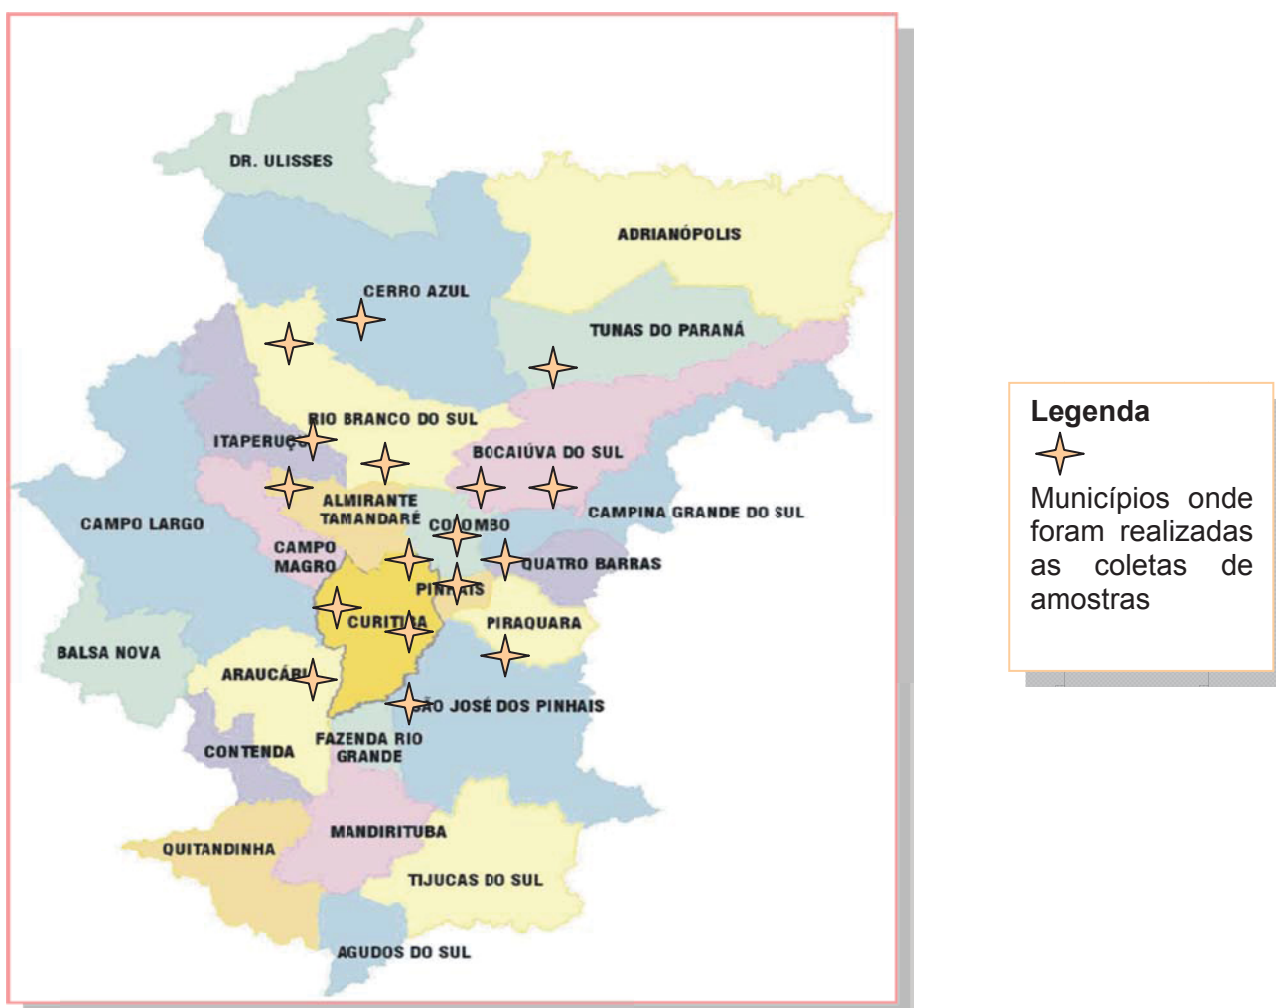 DR. ULISSES
ADRIANÓPOLIS
CERRO AZUL
TUNAS DO PARANÁ
RIO BRANCO DO SUL
ITAPERUÇU
BOCAIÚVA DO SUL
ALMIRANTE
TAMANDARÉ
COLOMBO
CAMPINA GRANDE DO SUL
CAMPO LARGO
CAMPO
MAGRO
QUATRO BARRAS
PINHAIS
CURITIBA
PIRAQUARA
BALSA NOVA
ARAUCÁRIA
SÃO JOSÉ DOS PINHAIS
FAZENDA RIO
GRANDE
CONTENDA
MANDIRITUBA
QUITANDINHA
TIJUCAS DO SUL
AGUDOS DO SUL
Legenda
Municípios onde
foram realizadas
as coletas de
amostras